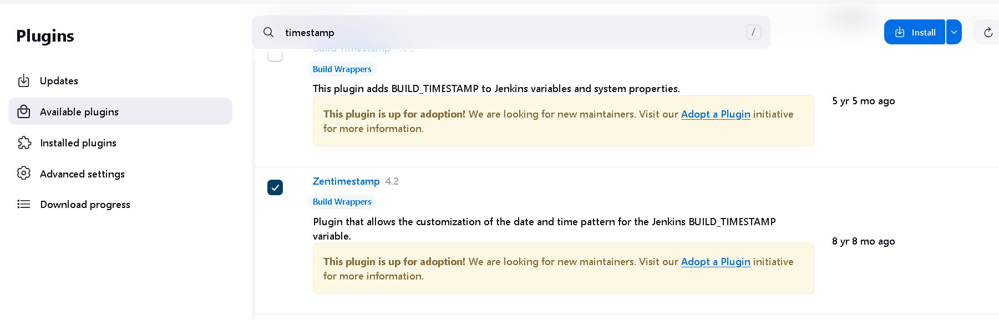 Plugins
timestamp
/
Install
Updates
Available plugins
Installed plugins
Advanced settings
Download progress
Build Timestamp 1.0.3
Build Wrappers
This plugin adds BUILD_TIMESTAMP to Jenkins variables and system properties.
This plugin is up for adoption! We are looking for new maintainers. Visit our Adopt a Plugin initiative
for more information.
5 yr 5 mo ago
Zentimestamp 4.2
Build Wrappers
Plugin that allows the customization of the date and time pattern for the Jenkins BUILD_TIMESTAMP
variable.
This plugin is up for adoption! We are looking for new maintainers. Visit our Adopt a Plugin initiative
for more information.
8 yr 8 mo ago